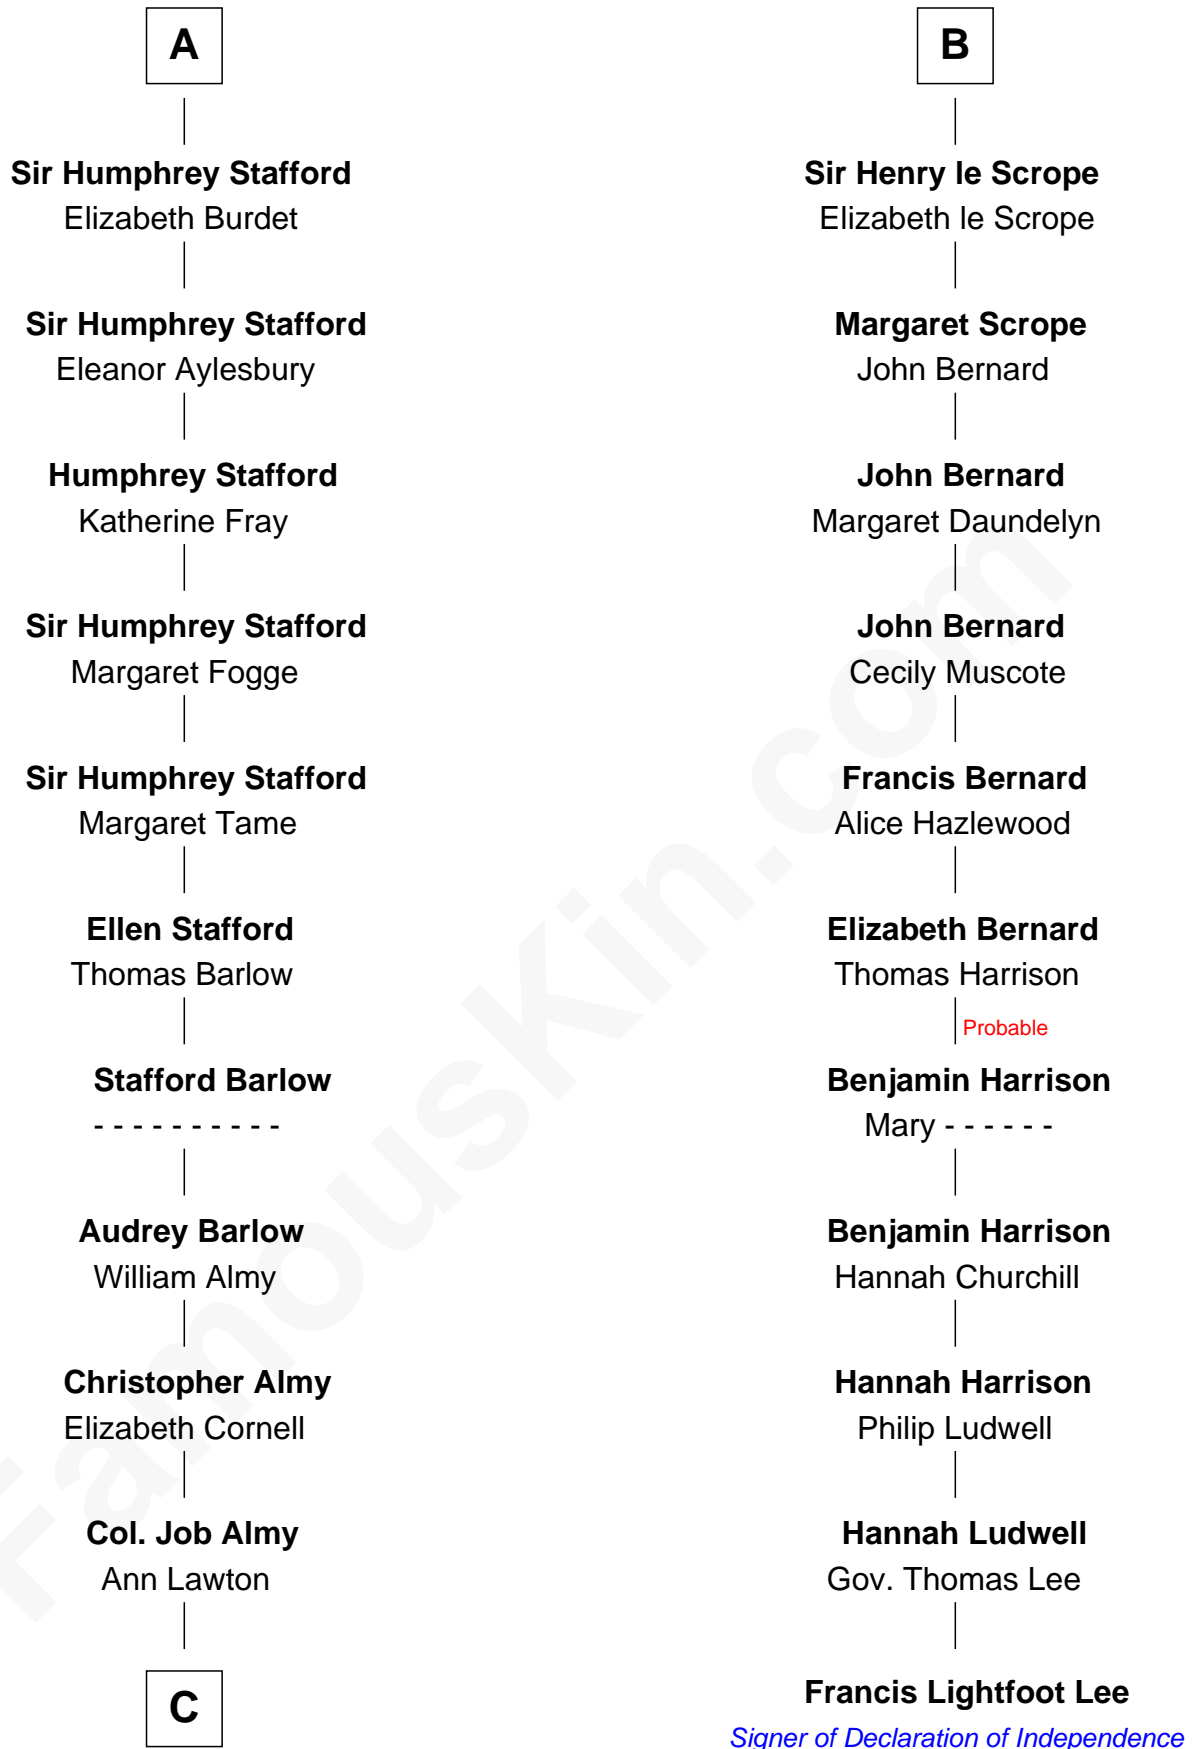 A
Sir Humphrey Stafford
Elizabeth Burdet
Sir Humphrey Stafford
Eleanor Aylesbury
Humphrey Stafford
Katherine Fray
Sir Humphrey Stafford
Margaret Fogge
Sir Humphrey Stafford
Margaret Tame
Ellen Stafford
Thomas Barlow
Stafford Barlow
- - - - - - - - - -
Audrey Barlow
William Almy
Christopher Almy
Elizabeth Cornell
Col. Job Almy
Ann Lawton
C
B
Sir Henry le Scrope
Elizabeth le Scrope
Margaret Scrope
John Bernard
John Bernard
Margaret Daundelyn
John Bernard
Cecily Muscote
Francis Bernard
Alice Hazlewood
Elizabeth Bernard
Thomas Harrison
Probable
Benjamin Harrison
Mary - - - - - -
Benjamin Harrison
Hannah Churchill
Hannah Harrison
Philip Ludwell
Hannah Ludwell
Gov. Thomas Lee
Francis Lightfoot Lee
Signer of Declaration of Independence
FamousKin.com